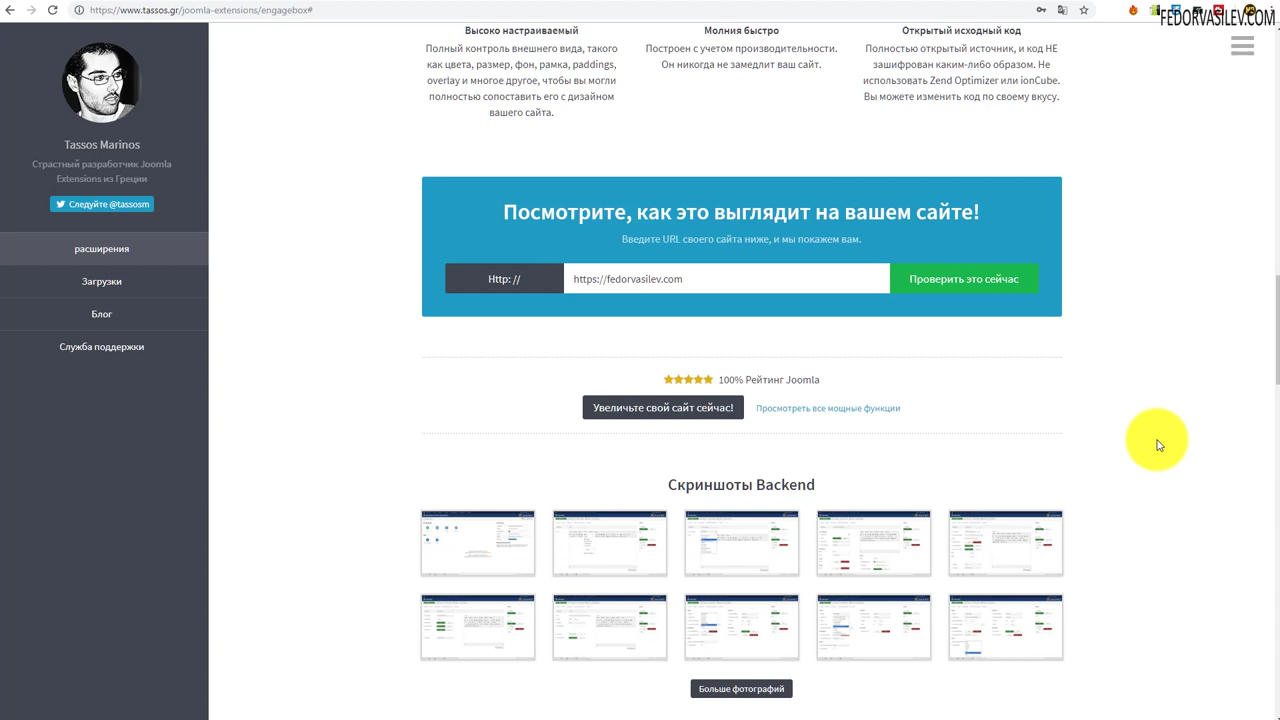 https://www.tassos.gr/joomla-extensions/engagebox#
FEDORVASILEV.COM
Tassos Marinos
Страстный разработчик Joomla
Extensions из Греции
Следуйте @tassosm
расширения
Загрузки
Блог
Служба поддержки
Высоко настраиваемый
Полный контроль внешнего вида, такого
как цвета, размер, фон, рамка, paddings,
overlay и многое другое, чтобы вы могли
полностью сопоставить его с дизайном
вашего сайта.
Молния быстро
Построен с учетом производительности.
Он никогда не замедлит ваш сайт.
Открытый исходный код
Полностью открытый источник, и код НЕ
зашифрован каким-либо образом. Не
использовать Zend Optimizer или ionCube.
Вы можете изменить код по своему вкусу.
Посмотрите, как это выглядит на вашем сайте!
Введите URL своего сайта ниже, и мы покажем вам.
Http: //
https://fedorvasilev.com
Проверить это сейчас
100% Рейтинг Joomla
Увеличьте свой сайт сейчас!
Просмотреть все мощные функции
Скриншоты Backend
Больше фотографий